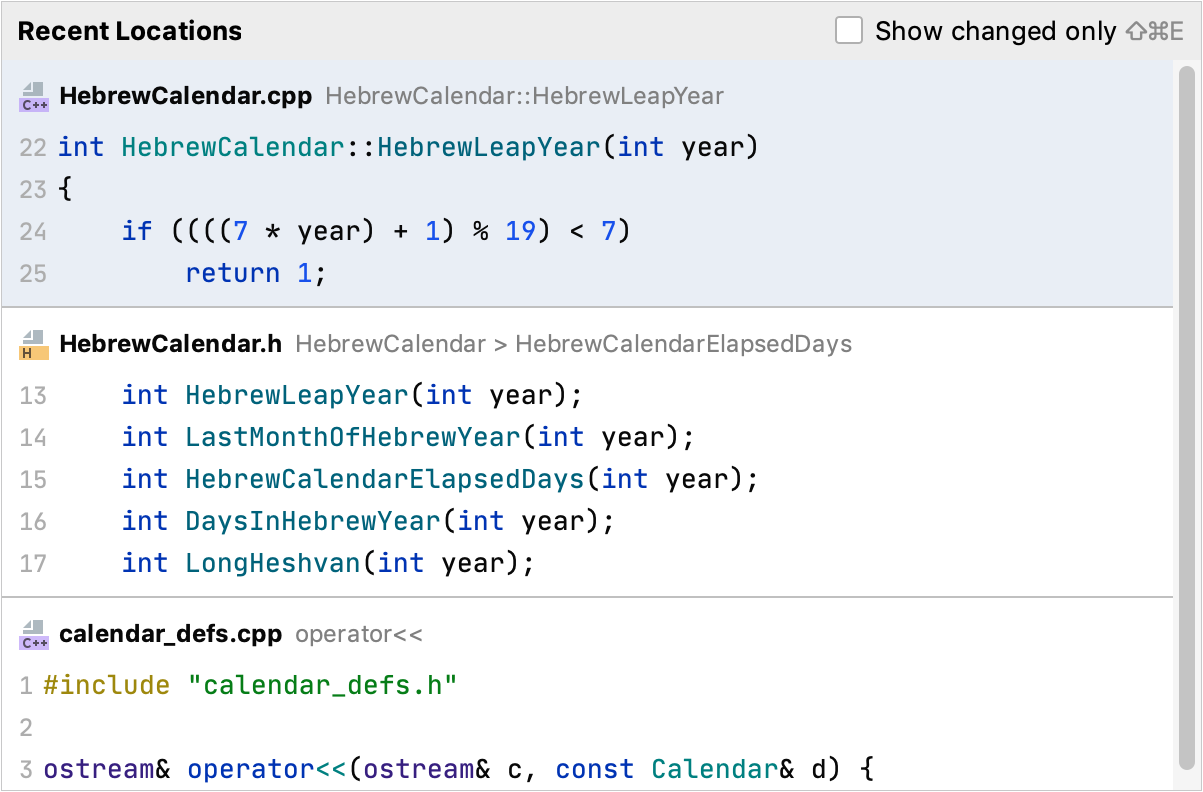 Recent Locations Show changed only ⇧⌘E
C++ HebrewCalendar.cpp HebrewCalendar::HebrewLeapYear
22 int HebrewCalendar::HebrewLeapYear(int year)
23 {
24     if ((((7 * year) + 1) % 19) < 7)
25         return 1;
H HebrewCalendar.h HebrewCalendar > HebrewCalendarElapsedDays
13     int HebrewLeapYear(int year);
14     int LastMonthOfHebrewYear(int year);
15     int HebrewCalendarElapsedDays(int year);
16     int DaysInHebrewYear(int year);
17     int LongHeshvan(int year);
C++ calendar_defs.cpp operator<<
1 #include "calendar_defs.h"
2
3 ostream& operator<<(ostream& c, const Calendar& d) {